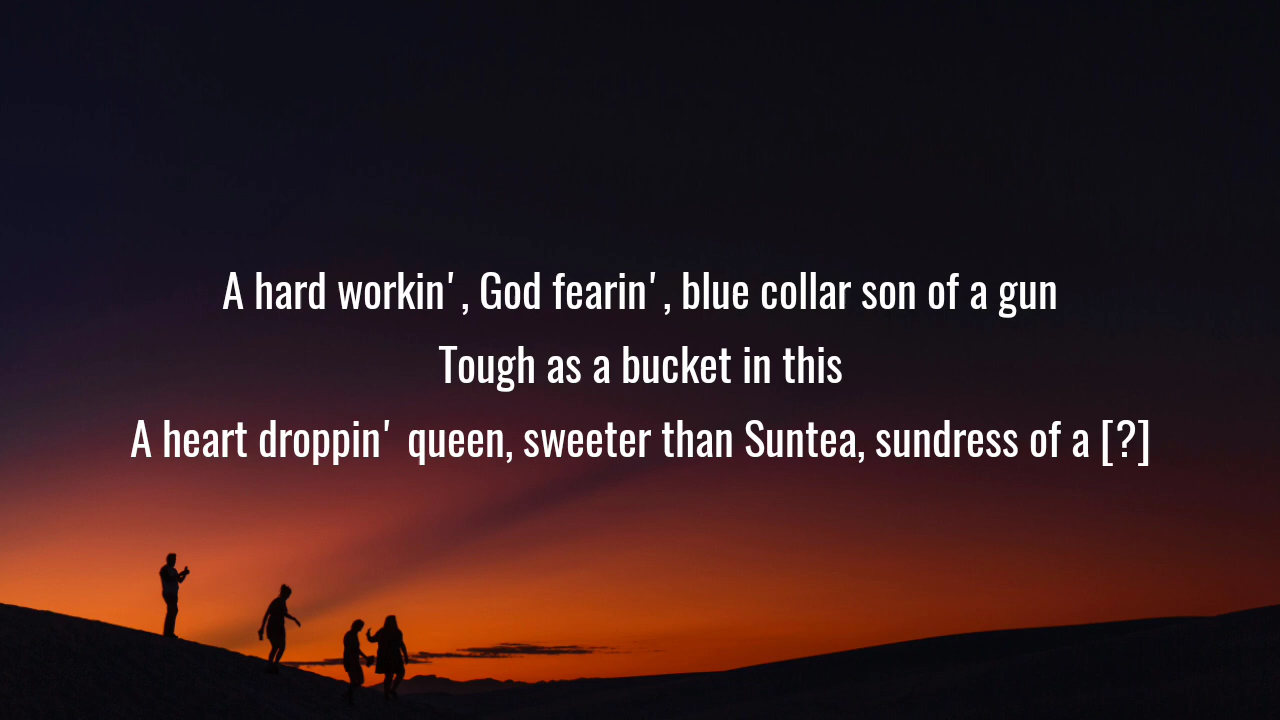 A hard workin', God fearin', blue collar son of a gun
Tough as a bucket in this
A heart droppin' queen, sweeter than Suntea, sundress of a [?]